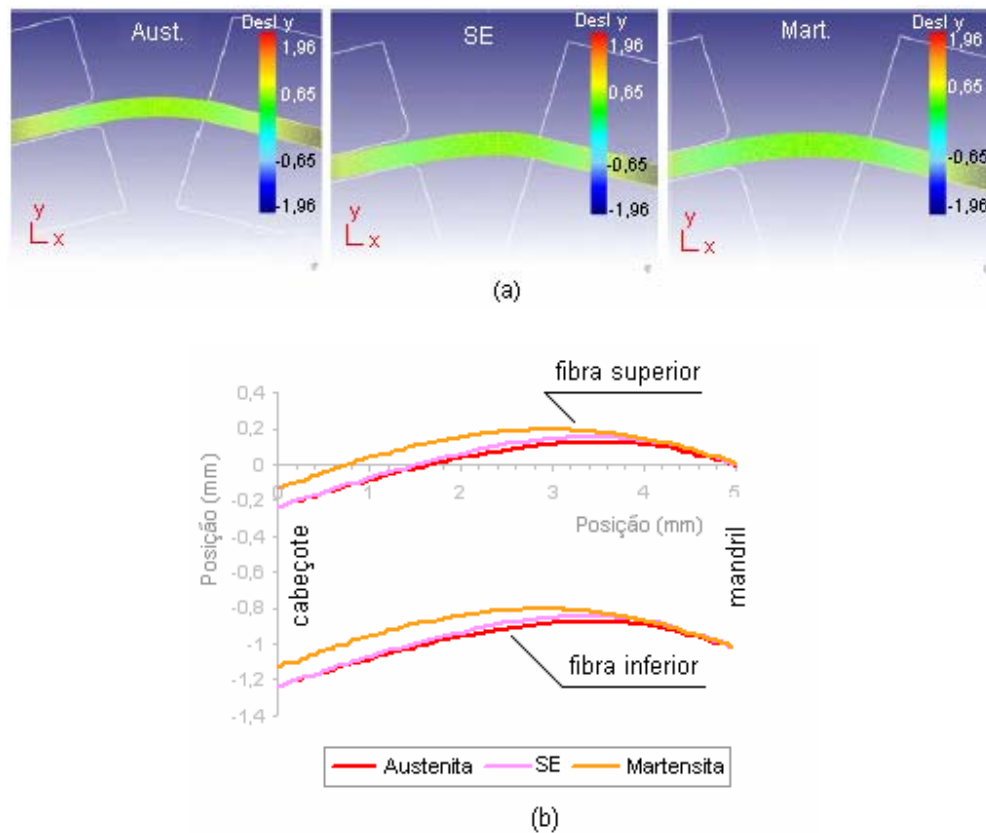 Aust.
Desl y
1,96
0,65
-0,65
-1,96
y
x
SE
Desl y
1,96
0,65
-0,65
-1,96
y
x
Mart.
Desl y
1,96
0,65
-0,65
-1,96
y
x
(a)
fibra superior
0,4
0,2
0
-0,2
-0,4
-0,6
-0,8
-1
-1,2
-1,4
0
1
2
3
4
5
Posição (mm)
Posição (mm)
cabeçote
mandril
fibra inferior
Austenita
SE
Martensita
(b)